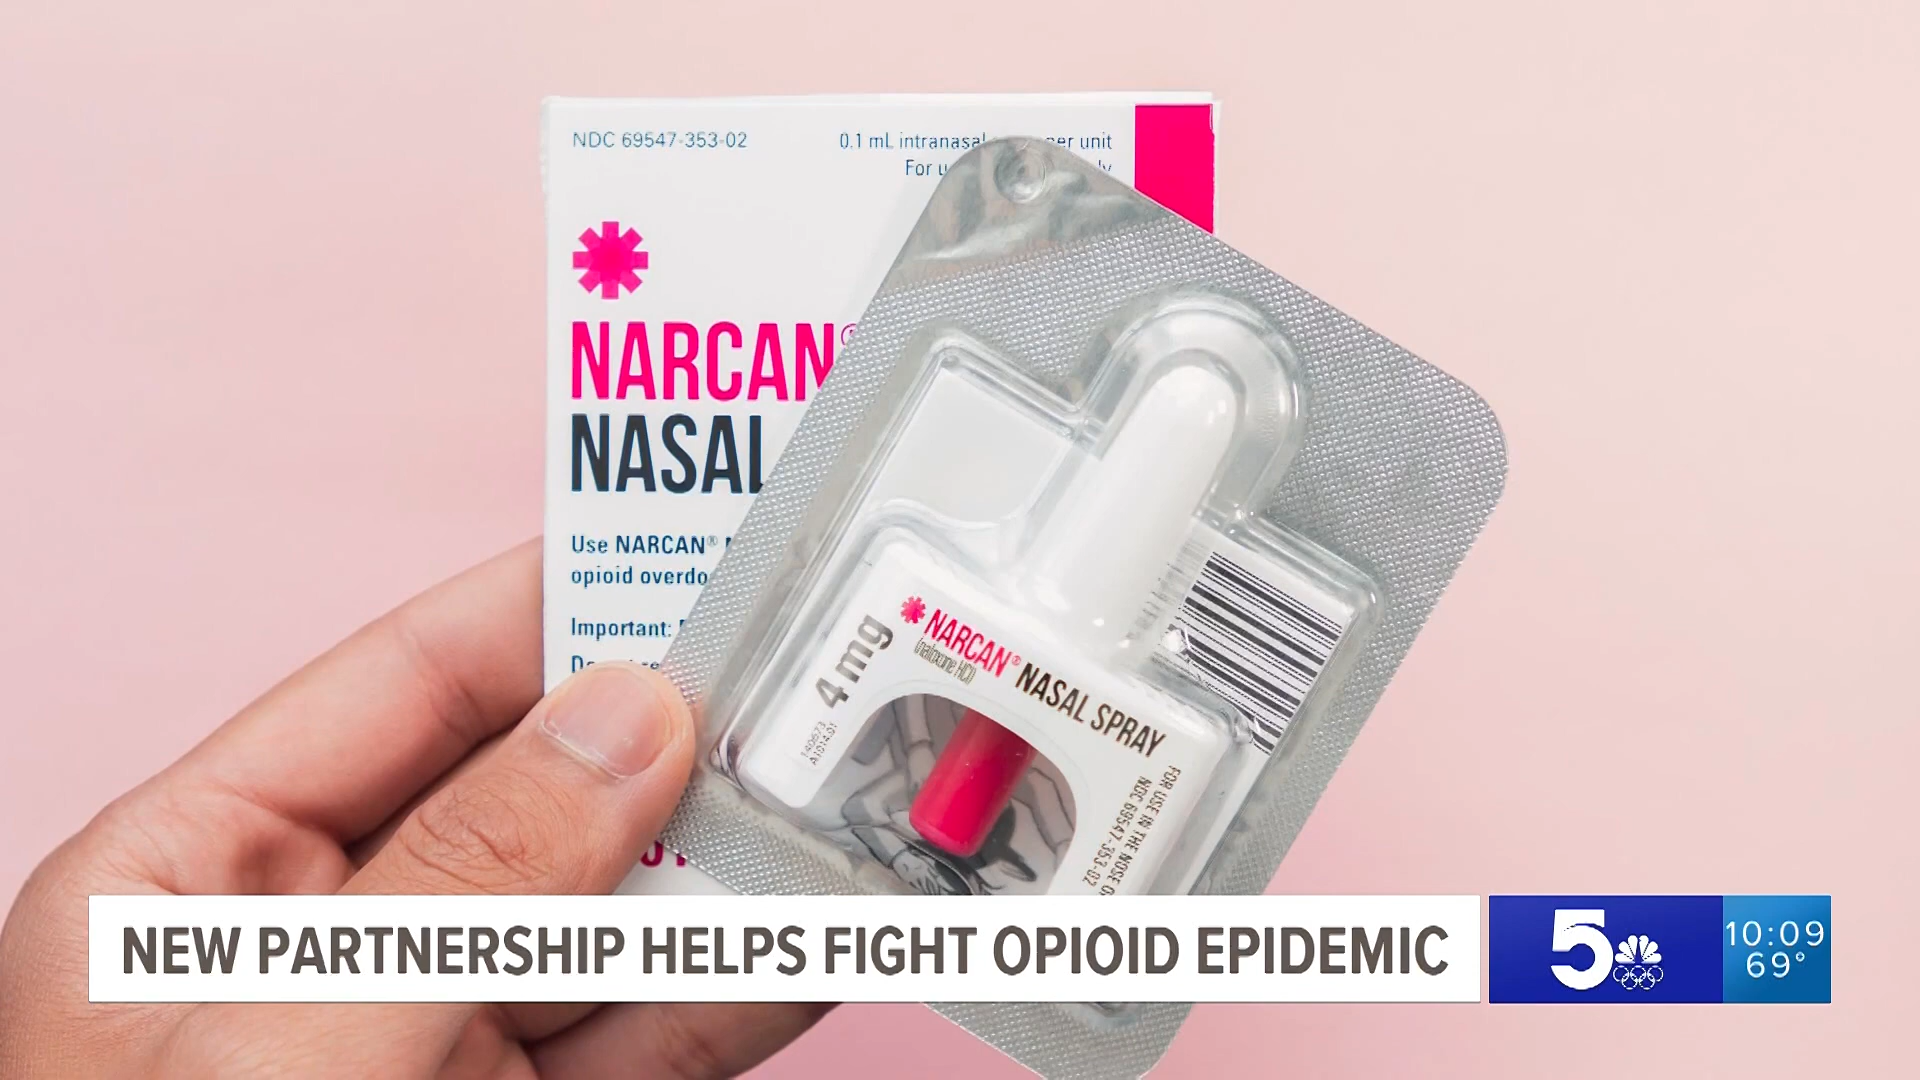 NDC 69547-353-02
0.1 mL intranasal per unit
For
NARCAN®
NASAL
Use NARCAN®
opioid overdo
Important:
4 mg
NARCAN® NASAL SPRAY
(naloxone HCl)
FOR USE IN THE NOSE
NDC 69547-353-02
NEW PARTNERSHIP HELPS FIGHT OPIOID EPIDEMIC
5
10:09
69°